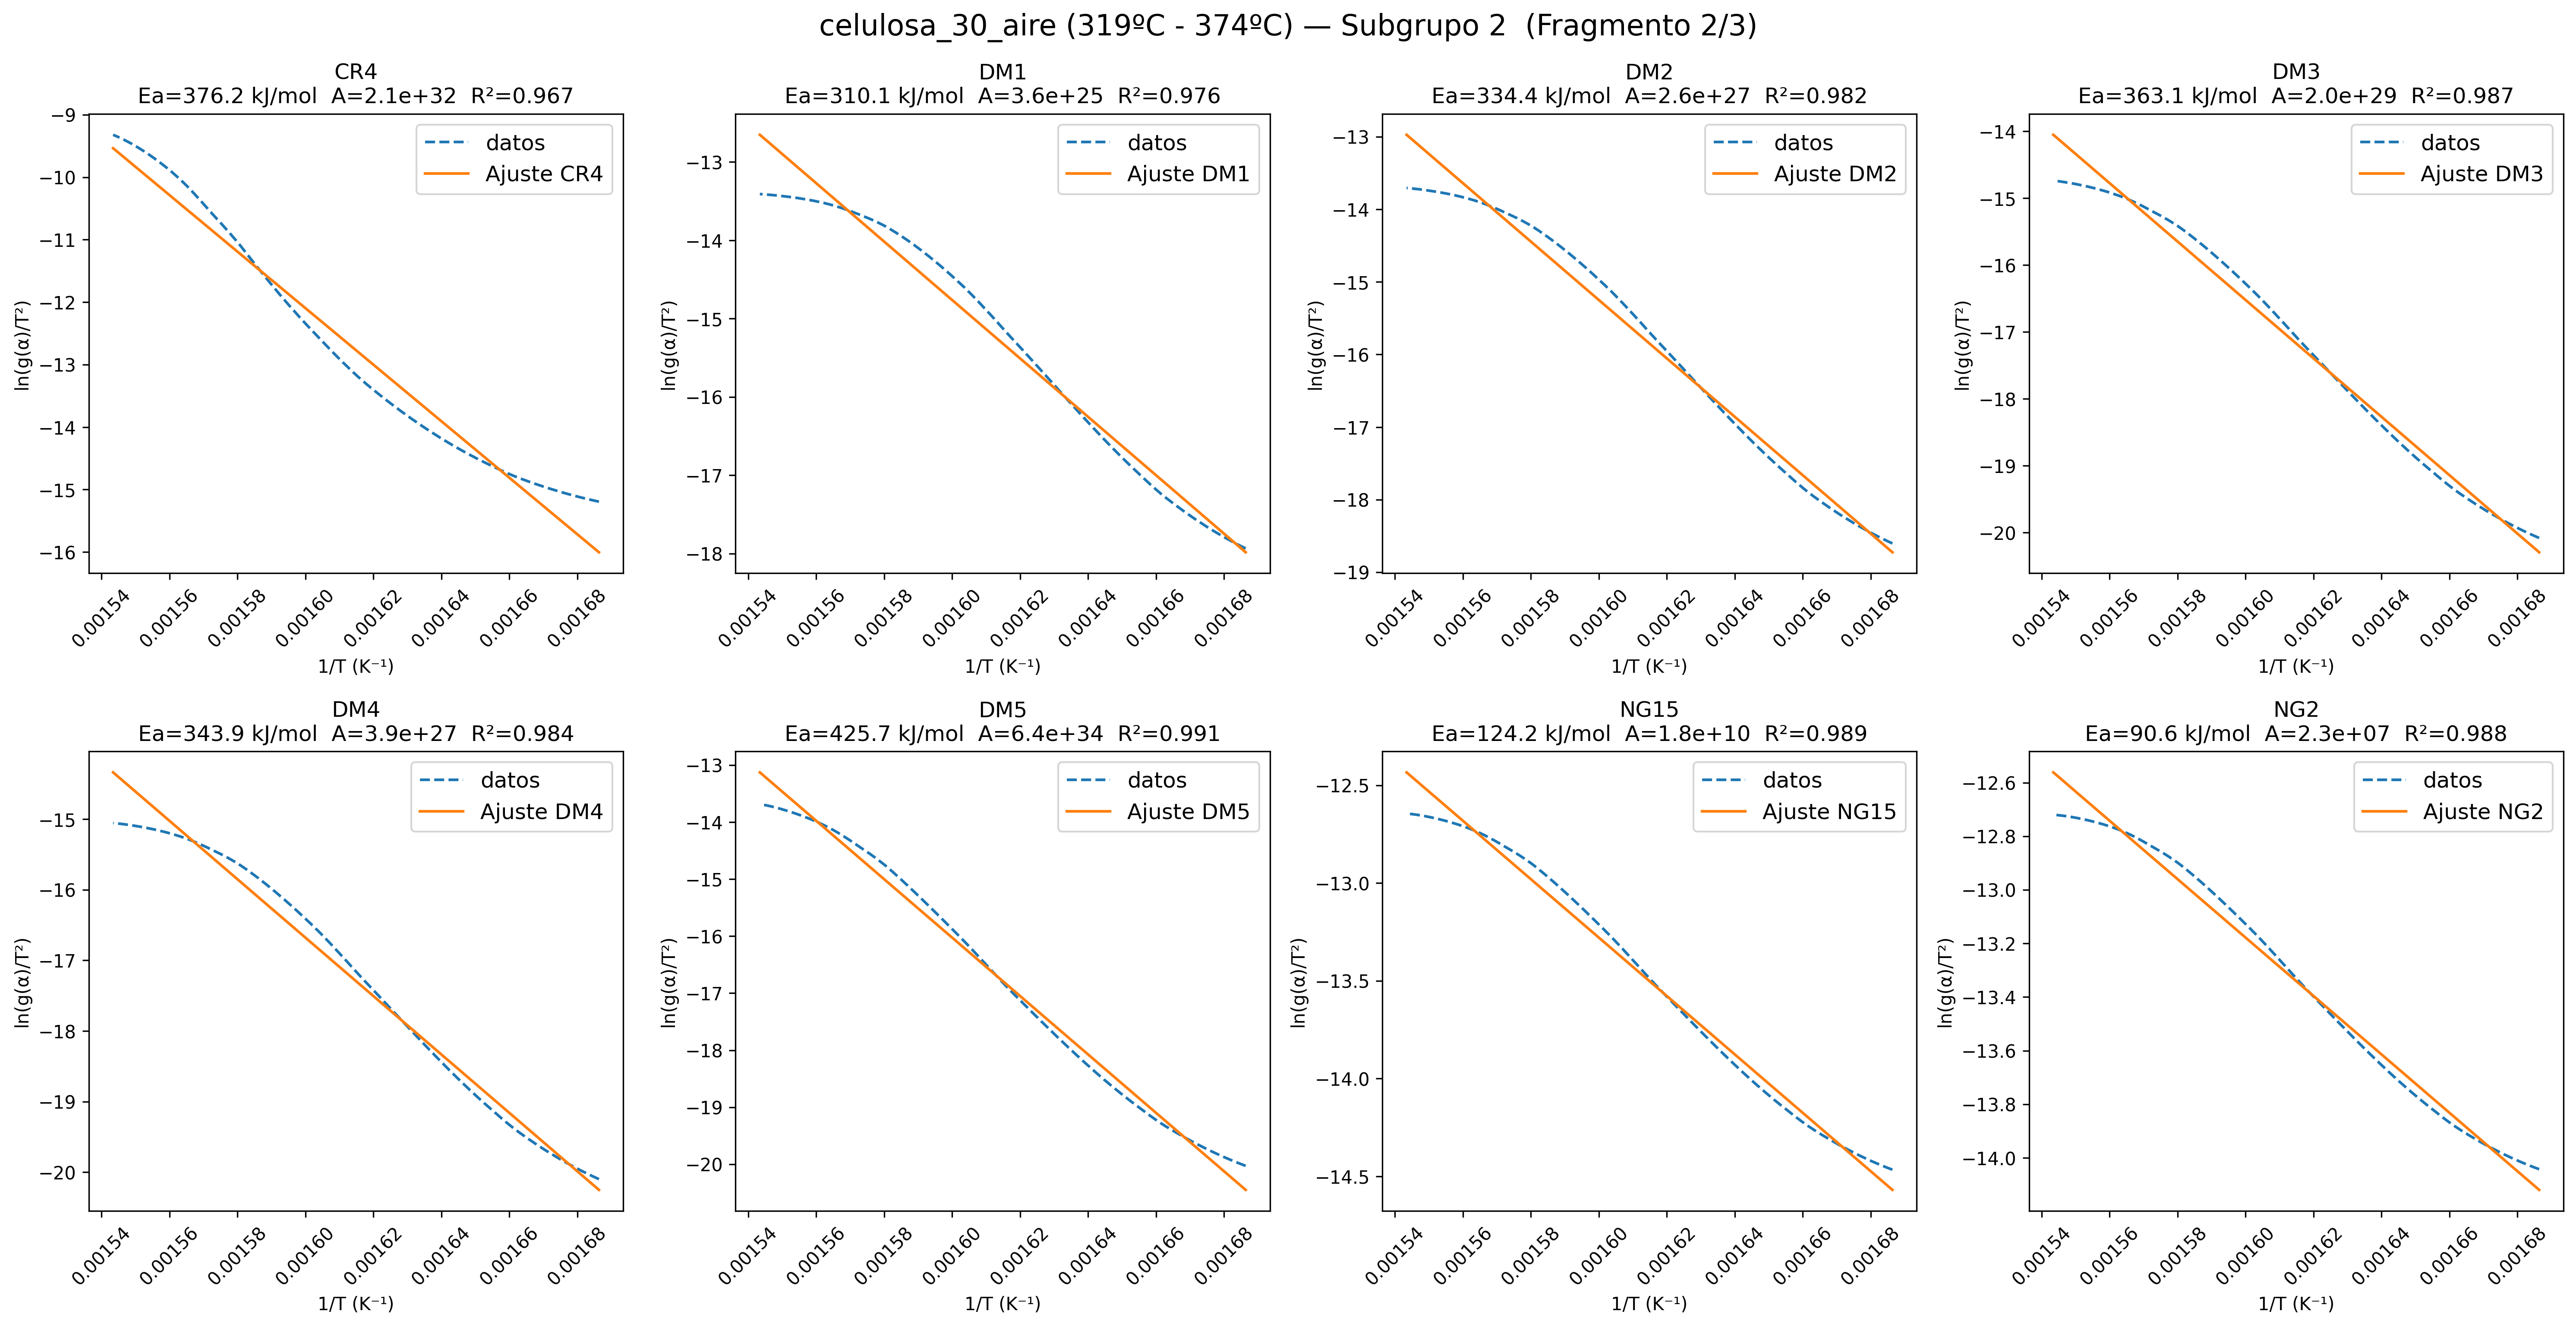 celulosa_30_aire (319ºC - 374ºC) — Subgrupo 2  (Fragmento 2/3)
CR4
Ea=376.2 kJ/mol  A=2.1e+32  R²=0.967
datos
Ajuste CR4
−9
−10
−11
−12
−13
−14
−15
−16
ln(g(α)/T²)
0.00154
0.00156
0.00158
0.00160
0.00162
0.00164
0.00166
0.00168
1/T (K⁻¹)
DM1
Ea=310.1 kJ/mol  A=3.6e+25  R²=0.976
datos
Ajuste DM1
−13
−14
−15
−16
−17
−18
ln(g(α)/T²)
0.00154
0.00156
0.00158
0.00160
0.00162
0.00164
0.00166
0.00168
1/T (K⁻¹)
DM2
Ea=334.4 kJ/mol  A=2.6e+27  R²=0.982
datos
Ajuste DM2
−13
−14
−15
−16
−17
−18
−19
ln(g(α)/T²)
0.00154
0.00156
0.00158
0.00160
0.00162
0.00164
0.00166
0.00168
1/T (K⁻¹)
DM3
Ea=363.1 kJ/mol  A=2.0e+29  R²=0.987
datos
Ajuste DM3
−14
−15
−16
−17
−18
−19
−20
ln(g(α)/T²)
0.00154
0.00156
0.00158
0.00160
0.00162
0.00164
0.00166
0.00168
1/T (K⁻¹)
DM4
Ea=343.9 kJ/mol  A=3.9e+27  R²=0.984
datos
Ajuste DM4
−15
−16
−17
−18
−19
−20
ln(g(α)/T²)
0.00154
0.00156
0.00158
0.00160
0.00162
0.00164
0.00166
0.00168
1/T (K⁻¹)
DM5
Ea=425.7 kJ/mol  A=6.4e+34  R²=0.991
datos
Ajuste DM5
−13
−14
−15
−16
−17
−18
−19
−20
ln(g(α)/T²)
0.00154
0.00156
0.00158
0.00160
0.00162
0.00164
0.00166
0.00168
1/T (K⁻¹)
NG15
Ea=124.2 kJ/mol  A=1.8e+10  R²=0.989
datos
Ajuste NG15
−12.5
−13.0
−13.5
−14.0
−14.5
ln(g(α)/T²)
0.00154
0.00156
0.00158
0.00160
0.00162
0.00164
0.00166
0.00168
1/T (K⁻¹)
NG2
Ea=90.6 kJ/mol  A=2.3e+07  R²=0.988
datos
Ajuste NG2
−12.6
−12.8
−13.0
−13.2
−13.4
−13.6
−13.8
−14.0
ln(g(α)/T²)
0.00154
0.00156
0.00158
0.00160
0.00162
0.00164
0.00166
0.00168
1/T (K⁻¹)